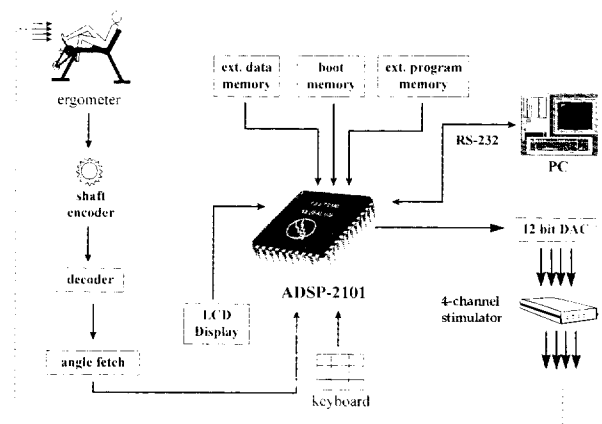 ergometer
shaft
encoder
decoder
angle fetch
ext. data
memory
boot
memory
ext. program
memory
ADSP-2101
LCD
Display
keyboard
RS-232
PC
12 bit DAC
4-channel
stimulator